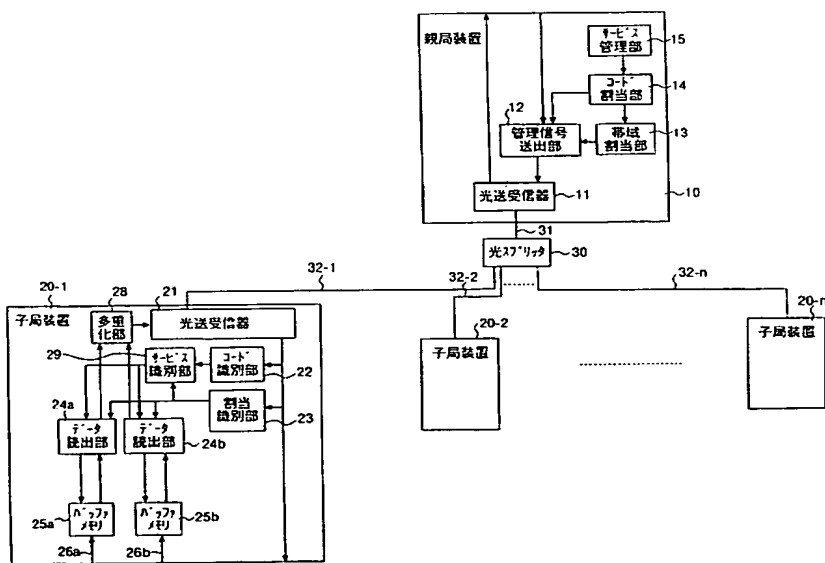 親局装置
サービス
管理部
15
コード
割当部
14
12
管理信号
送出部
帯域
割当部
13
光送受信器
11
10
31
光スプリッタ
30
32-1
32-2
32-n
20-1
28
21
子局装置
多重
化部
光送受信器
29
サービス
識別部
コード
識別部
22
割当
識別部
23
24a
データ
読出部
データ
読出部
24b
バッファ
メモリ
25a
バッファ
メモリ
25b
26a
26b
20-2
子局装置
20-n
子局装置